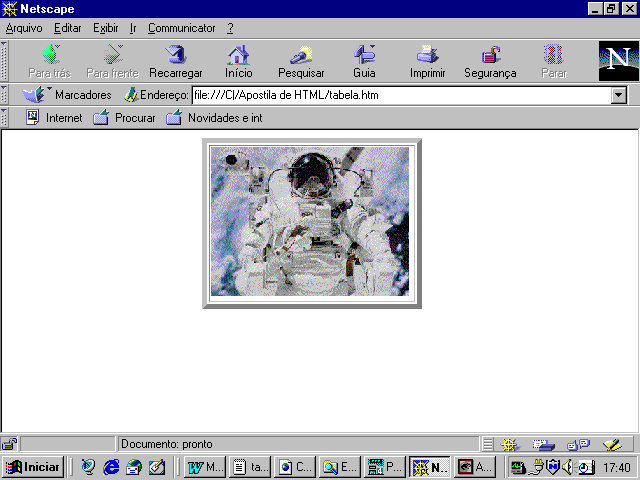 Netscape
Arquivo Editar Exibir Ir Communicator ?
Para trás Para frente Recarregar Início Pesquisar Guia Imprimir Segurança Parar
N
Marcadores Endereço: file:///C|/Apostila de HTML/tabela.htm
Internet Procurar Novidades e int
Documento: pronto
Iniciar M... ta... C... E... P... N... A... 17:40